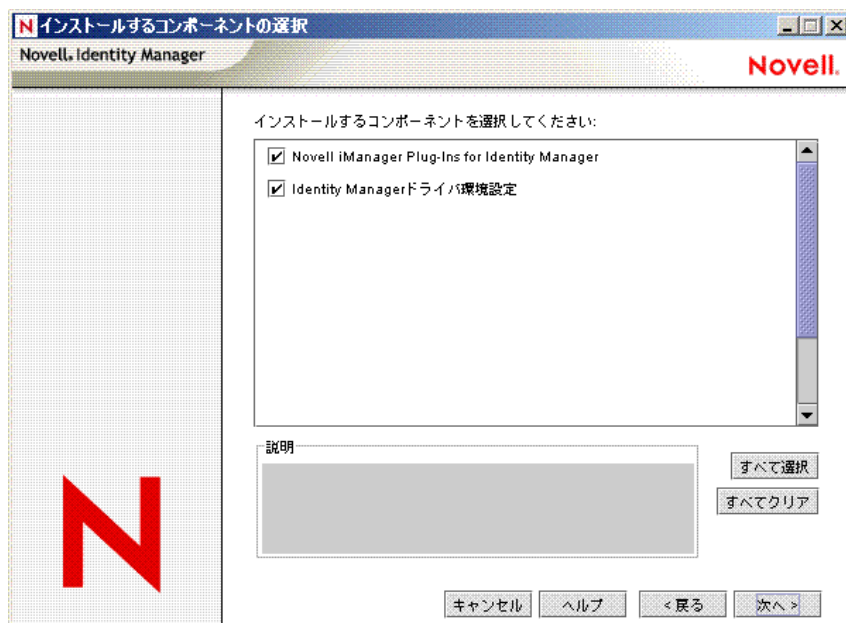 インストールするコンポーネントの選択
Novell. Identity Manager
Novell.
インストールするコンポーネントを選択してください:
Novell iManager Plug-Ins for Identity Manager
Identity Managerドライバ環境設定
説明
すべて選択
すべてクリア
キャンセル ヘルプ <戻る 次へ >